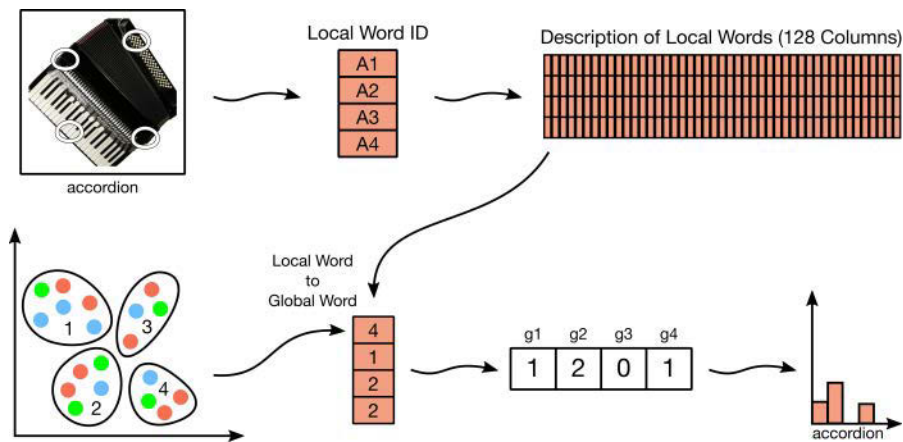 accordion
Local Word ID
A1
A2
A3
A4
Description of Local Words (128 Columns)
1
3
2
4
Local Word
to
Global Word
4
1
2
2
g1 g2 g3 g4
1 2 0 1
accordion